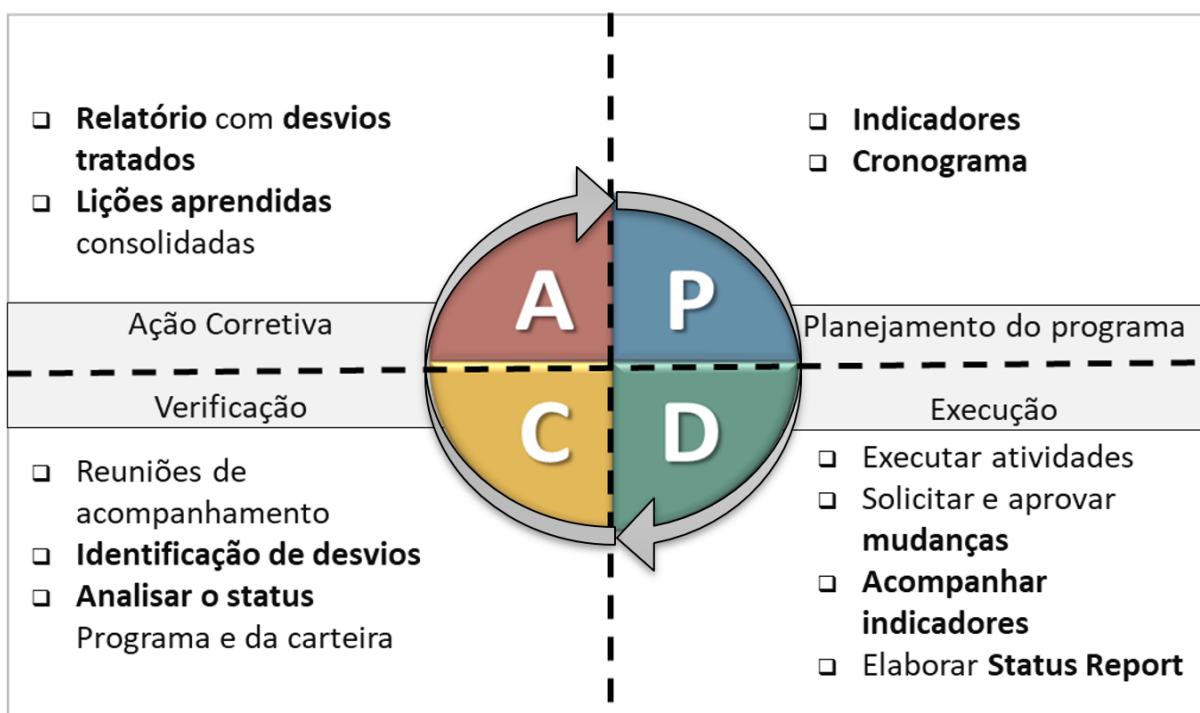 Relatório com desvios
tratados
Lições aprendidas
consolidadas
Ação Corretiva
Indicadores
Cronograma
Planejamento do programa
A
P
C
D
Verificação
Reuniões de
acompanhamento
Identificação de desvios
Analisar o status
Programa e da carteira
Execução
Executar atividades
Solicitar e aprovar
mudanças
Acompanhar
indicadores
Elaborar Status Report